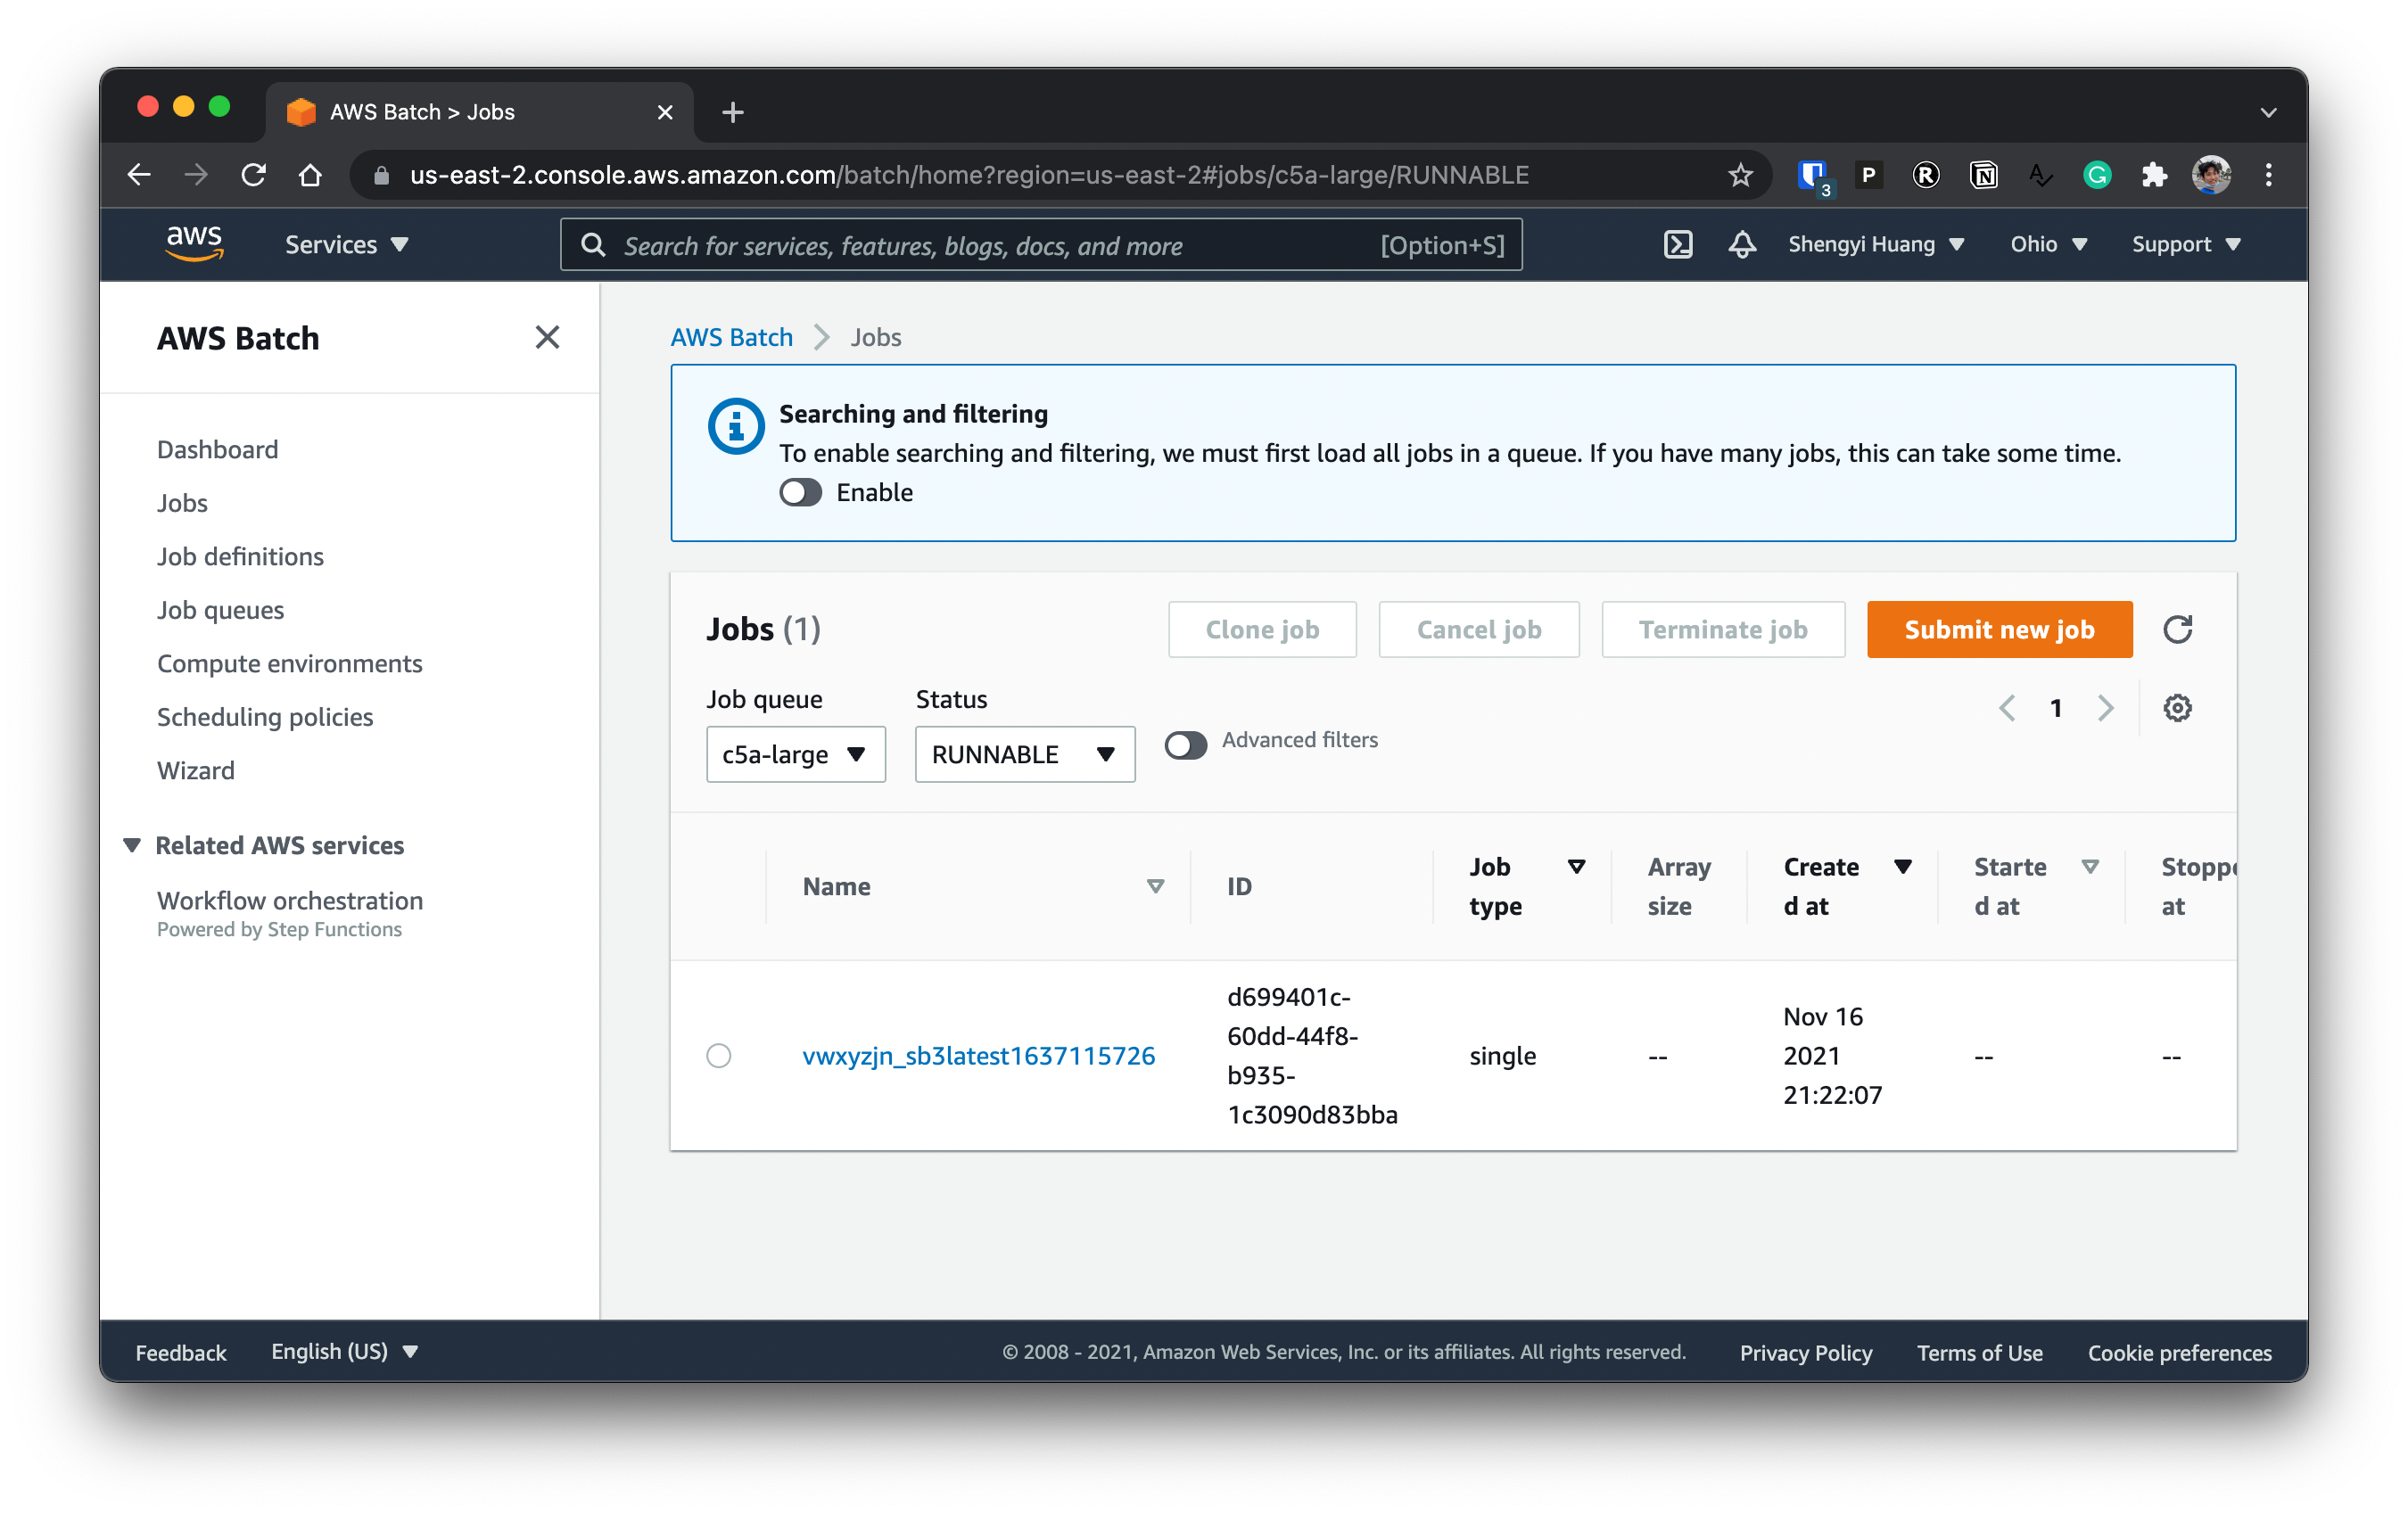 AWS Batch > Jobs
us-east-2.console.aws.amazon.com/batch/home?region=us-east-2#jobs/c5a-large/RUNNABLE
3
P
R
N
A
G
aws
Services
Search for services, features, blogs, docs, and more
[Option+S]
Shengyi Huang
Ohio
Support
AWS Batch
Dashboard
Jobs
Job definitions
Job queues
Compute environments
Scheduling policies
Wizard
Related AWS services
Workflow orchestration
Powered by Step Functions
AWS Batch
Jobs
Searching and filtering
To enable searching and filtering, we must first load all jobs in a queue. If you have many jobs, this can take some time.
Enable
Jobs (1)
Clone job
Cancel job
Terminate job
Submit new job
Job queue
c5a-large
Status
RUNNABLE
Advanced filters
1
Name
ID
Job
type
Array
size
Create
d at
Starte
d at
Stoppe
at
vwxyzjn_sb3latest1637115726
d699401c-
60dd-44f8-
b935-
1c3090d83bba
single
--
Nov 16
2021
21:22:07
--
--
Feedback
English (US)
© 2008 - 2021, Amazon Web Services, Inc. or its affiliates. All rights reserved.
Privacy Policy
Terms of Use
Cookie preferences